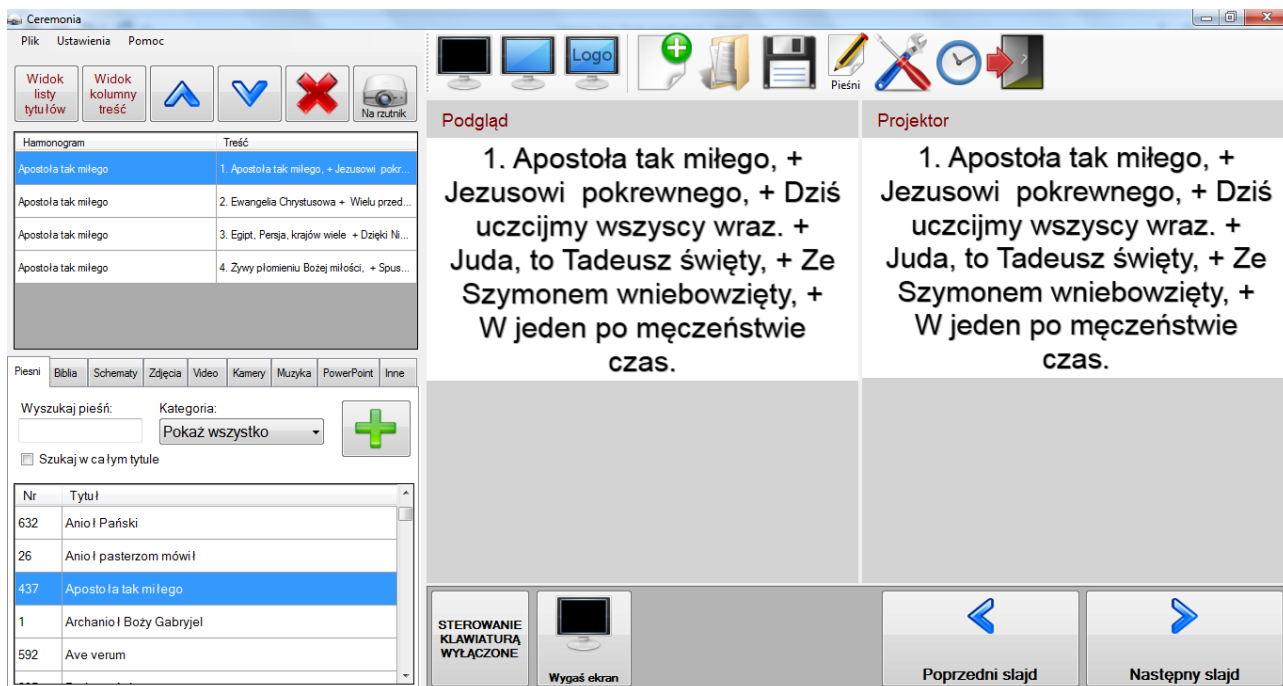 Ceremonia
Plik Ustawienia Pomoc
Widok listy tytułów
Widok kolumny treść
Na rzutnik
Logo
Pieśni
Harmonogram Treść
Apostoła tak miłego 1. Apostoła tak miłego, + Jezusowi pokr...
Apostoła tak miłego 2. Ewangelia Chrystusowa + Wielu przed...
Apostoła tak miłego 3. Egipt, Persja, krajów wiele + Dzięki Ni...
Apostoła tak miłego 4. Żywy płomieniu Bożej miłości, + Spus...
Piesni Biblia Schematy Zdjęcia Video Kamery Muzyka PowerPoint Inne
Wyszukaj pieśń: Kategoria:
Pokaż wszystko
Szukaj w całym tytule
Nr Tytuł
632 Anioł Pański
26 Anioł pasterzom mówił
437 Apostoła tak miłego
1 Archanioł Boży Gabryjel
592 Ave verum
Podgląd
1. Apostoła tak miłego, +
Jezusowi pokrewnego, + Dziś
uczcijmy wszyscy wraz. +
Juda, to Tadeusz święty, + Ze
Szymonem wniebowzięty, +
W jeden po męczeństwie
czas.
Projektor
1. Apostoła tak miłego, +
Jezusowi pokrewnego, + Dziś
uczcijmy wszyscy wraz. +
Juda, to Tadeusz święty, + Ze
Szymonem wniebowzięty, +
W jeden po męczeństwie
czas.
STEROWANIE
KLAWIATURĄ
WYŁĄCZONE
Wygaś ekran
Poprzedni slajd
Następny slajd